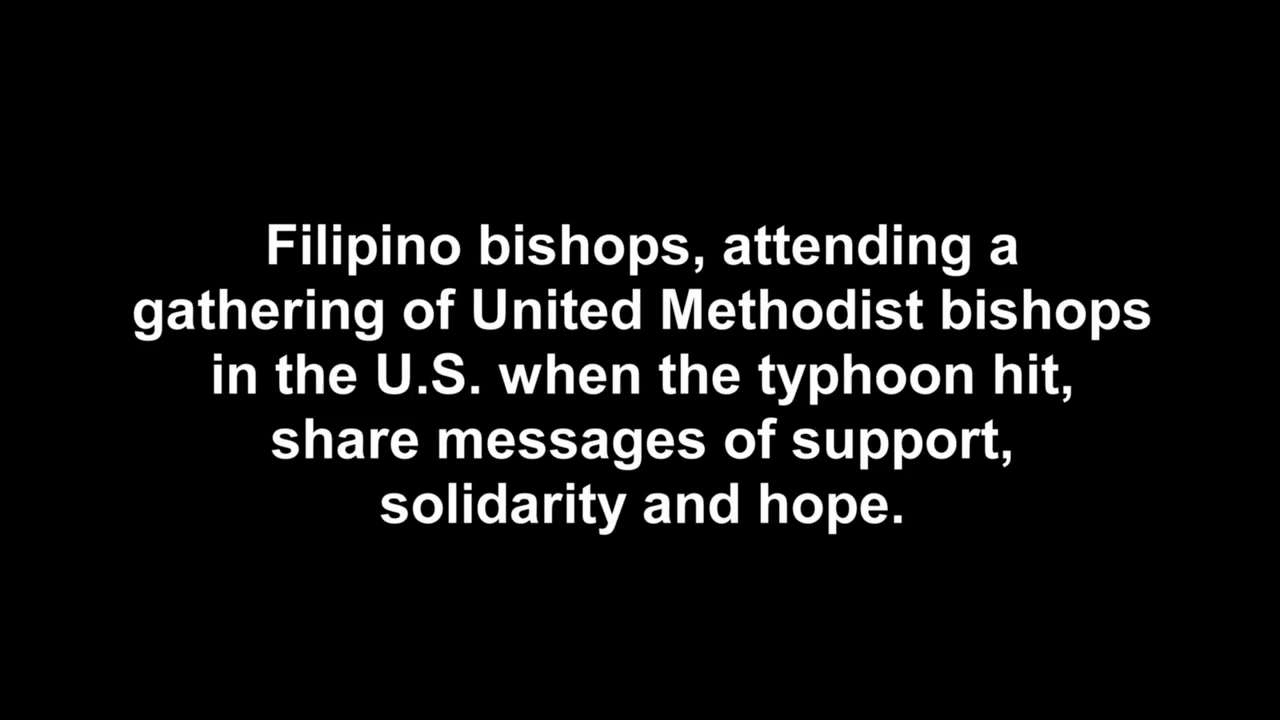 Filipino bishops, attending a
gathering of United Methodist bishops
in the U.S. when the typhoon hit,
share messages of support,
solidarity and hope.